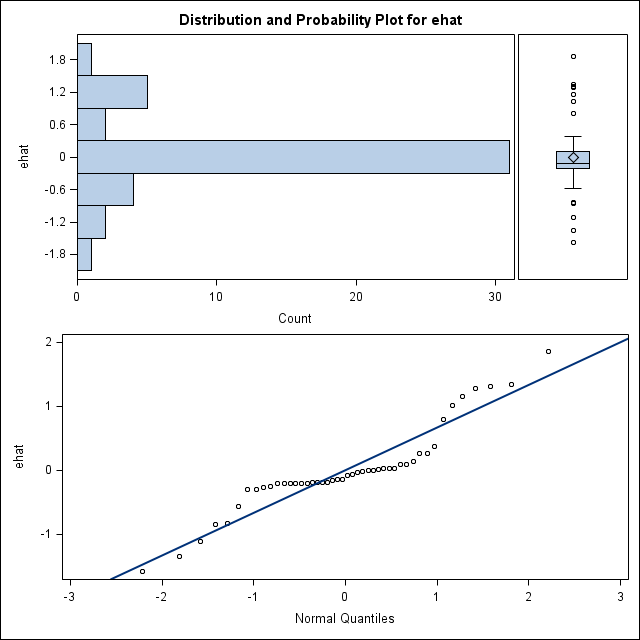 Distribution and Probability Plot for ehat
1.8
1.2
0.6
0
-0.6
-1.2
-1.8
ehat
0 10 20 30
Count
2
1
0
-1
ehat
-3 -2 -1 0 1 2 3
Normal Quantiles